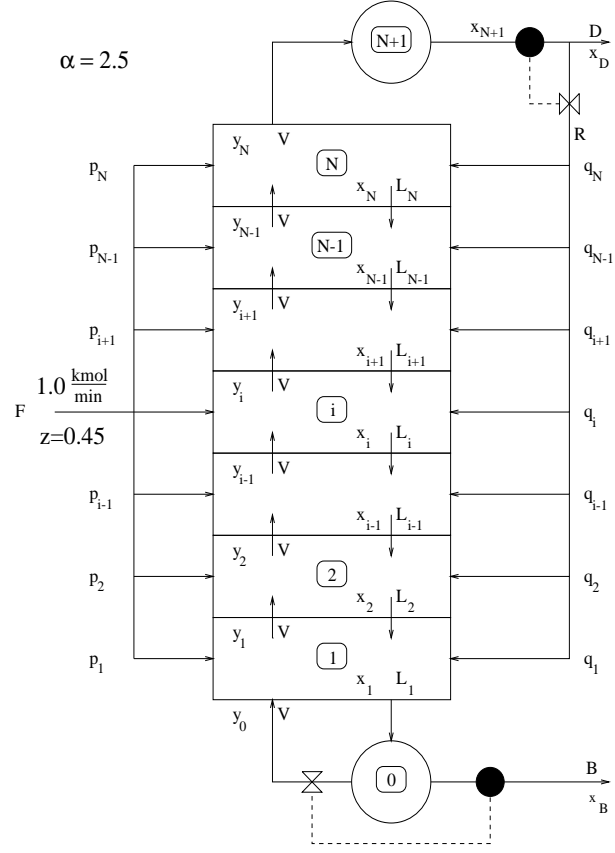 N+1 x_{N+1} D
x_D
α = 2.5
R
y_N V N
p_N x_N L_N q_N
y_{N-1} V N-1
p_{N-1} x_{N-1} L_{N-1} q_{N-1}
y_{i+1} V
p_{i+1} x_{i+1} L_{i+1} q_{i+1}
1.0 kmol/min
y_i V i
F x_i L_i q_i
z=0.45
y_{i-1} V
p_{i-1} x_{i-1} L_{i-1} q_{i-1}
y_2 V 2
p_2 x_2 L_2 q_2
y_1 V 1
p_1 x_1 L_1 q_1
y_0 V
0 B
x_B